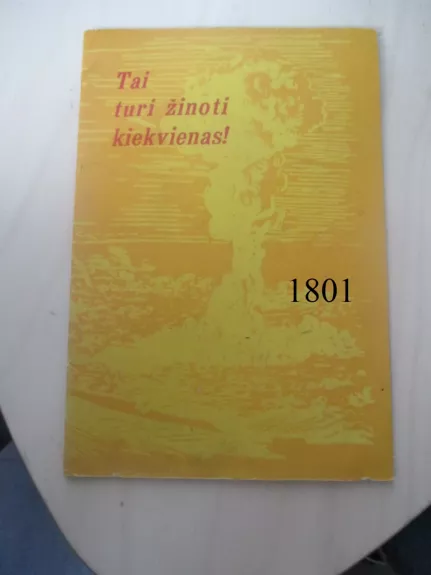 Tai
turi žinoti
kiekvienas!
1801